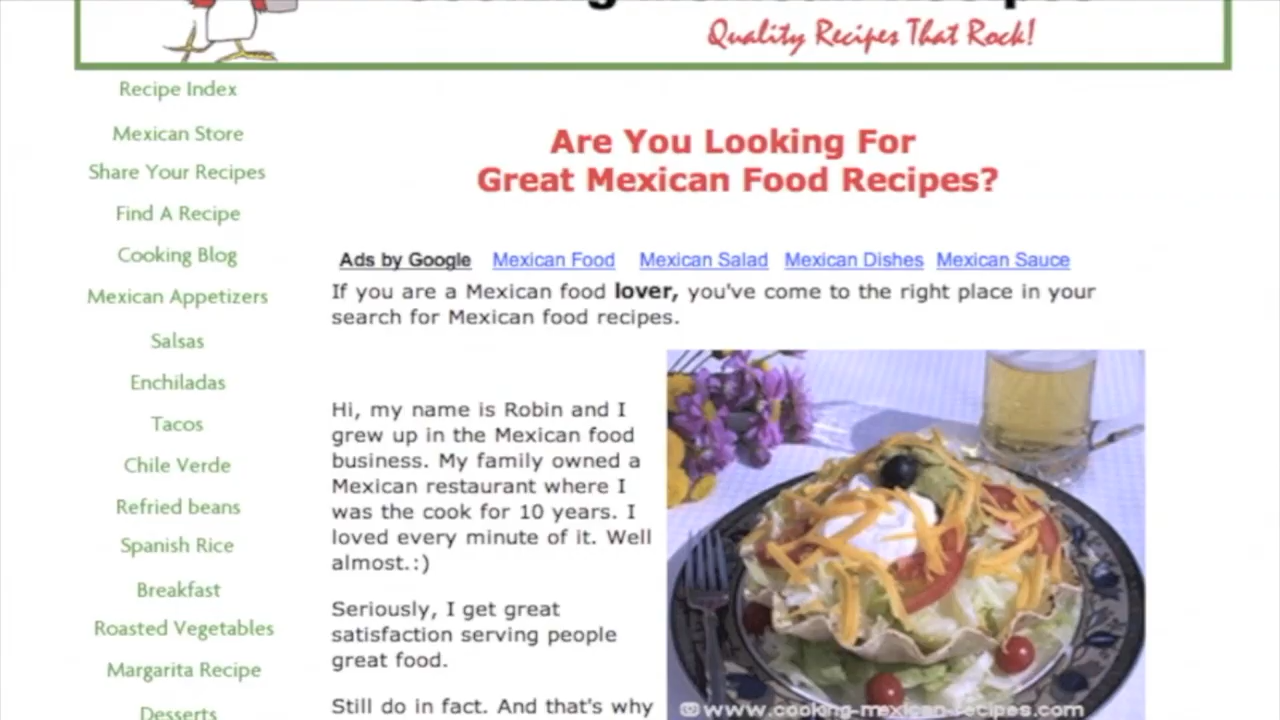 Cooking Mexican Recipes
Quality Recipes That Rock!
Recipe Index
Mexican Store
Share Your Recipes
Find A Recipe
Cooking Blog
Mexican Appetizers
Salsas
Enchiladas
Tacos
Chile Verde
Refried beans
Spanish Rice
Breakfast
Roasted Vegetables
Margarita Recipe
Desserts
Are You Looking For
Great Mexican Food Recipes?
Ads by Google Mexican Food Mexican Salad Mexican Dishes Mexican Sauce
If you are a Mexican food lover, you've come to the right place in your
search for Mexican food recipes.
Hi, my name is Robin and I
grew up in the Mexican food
business. My family owned a
Mexican restaurant where I
was the cook for 10 years. I
loved every minute of it. Well
almost.:)
Seriously, I get great
satisfaction serving people
great food.
Still do in fact. And that's why
© www.cooking-mexican-recipes.com